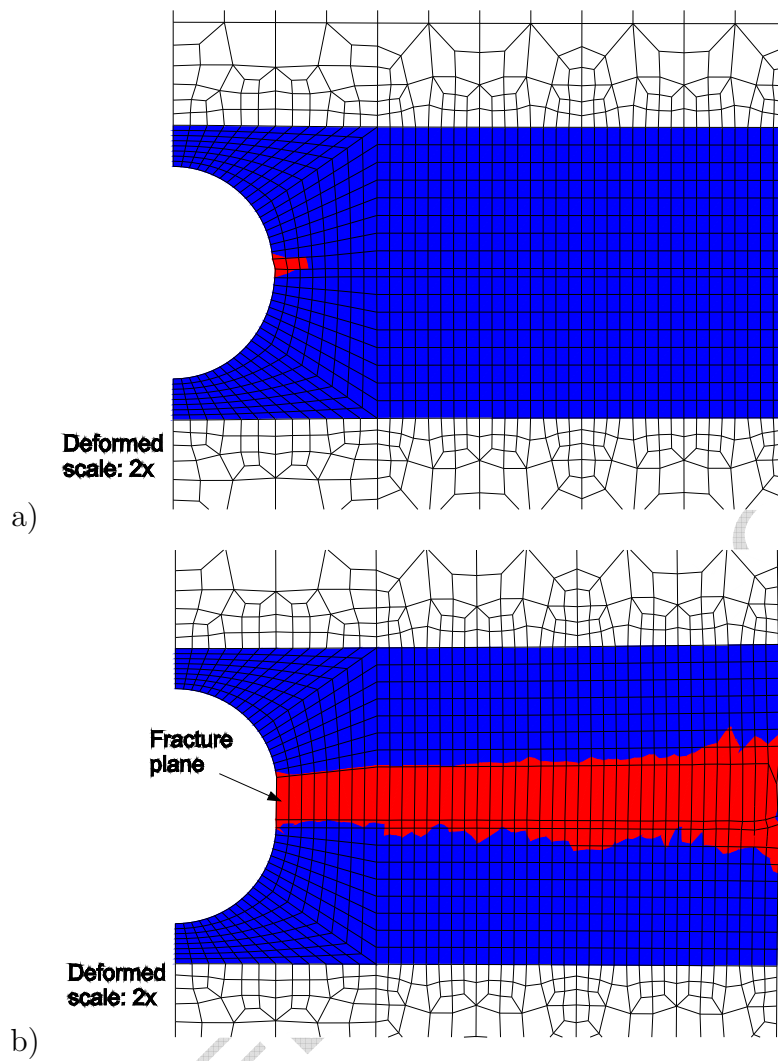 Deformed
scale: 2x
a)
Fracture
plane
Deformed
scale: 2x
b)